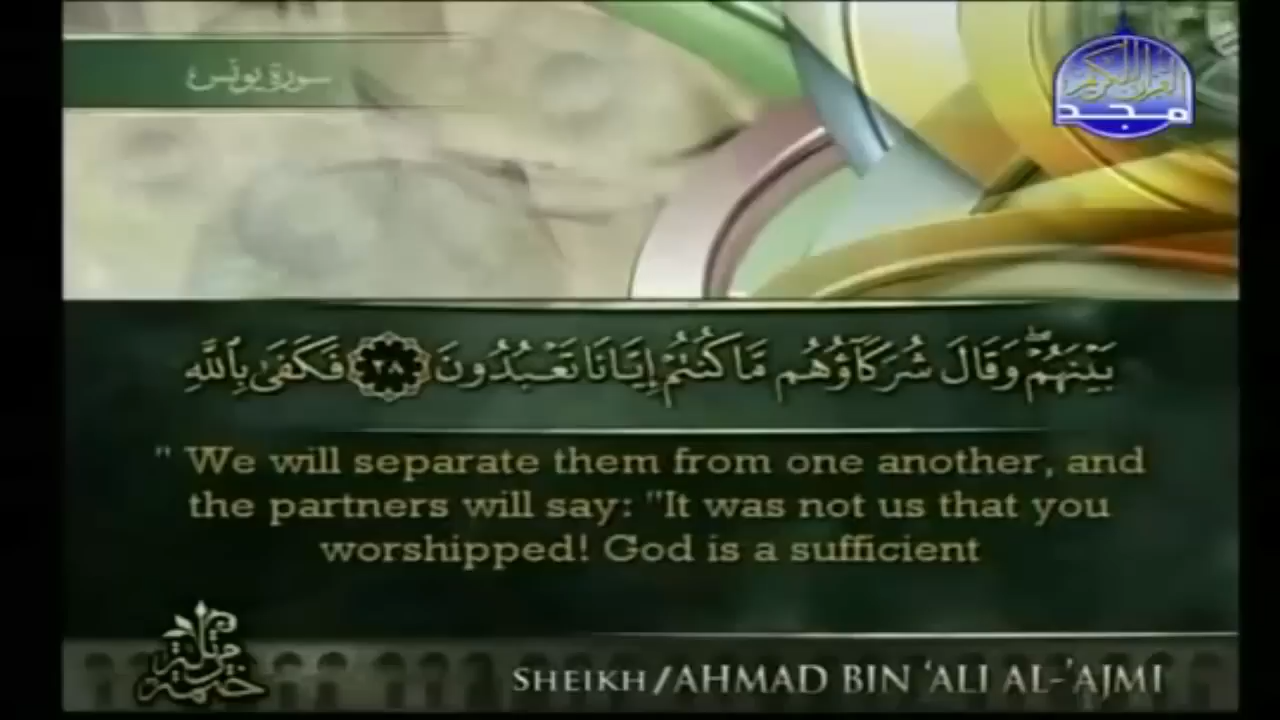 سورة يونس
القرآن الكريم
مجد
بَيْنَهُمْ ۖ وَقَالَ شُرَكَاؤُهُم مَّا كُنتُمْ إِيَّانَا تَعْبُدُونَ ﴿٢٨﴾ فَكَفَىٰ بِٱللَّهِ
" We will separate them from one another, and
the partners will say: "It was not us that you
worshipped! God is a sufficient
ختمة مرتلة
SHEIKH/AHMAD BIN ‘ALI AL-’AJMI